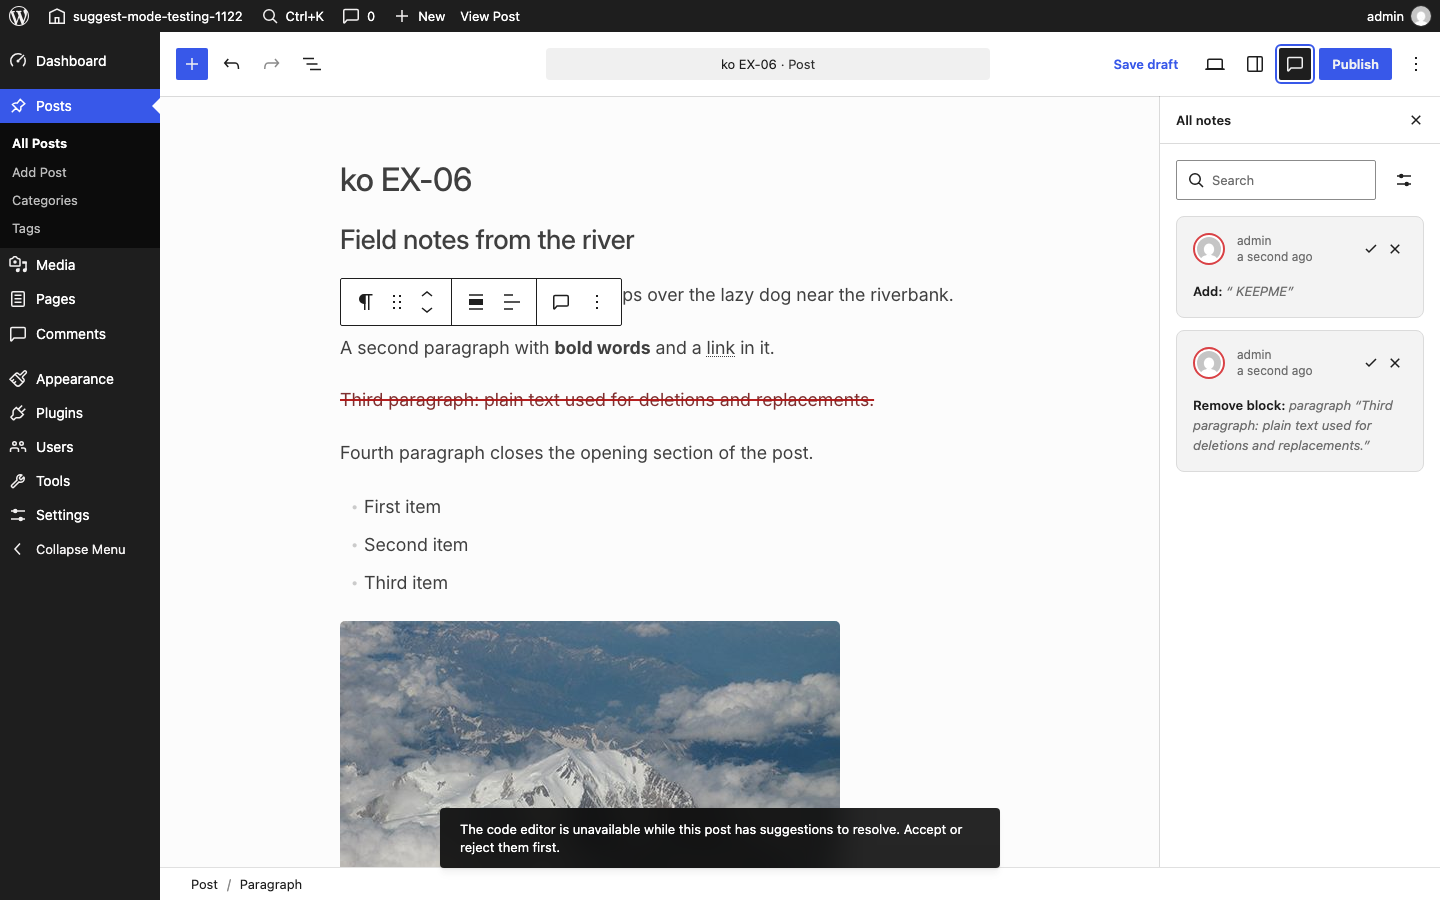 suggest-mode-testing-1122 Ctrl+K 0 New View Post admin
Dashboard
Posts
All Posts
Add Post
Categories
Tags
Media
Pages
Comments
Appearance
Plugins
Users
Tools
Settings
Collapse Menu
ko EX-06 · Post
Save draft
Publish
ko EX-06
Field notes from the river
ps over the lazy dog near the riverbank.
A second paragraph with bold words and a link in it.
Third paragraph: plain text used for deletions and replacements.
Fourth paragraph closes the opening section of the post.
• First item
• Second item
• Third item
The code editor is unavailable while this post has suggestions to resolve. Accept or
reject them first.
All notes
Search
admin
a second ago
Add: “ KEEPME”
admin
a second ago
Remove block: paragraph “Third
paragraph: plain text used for
deletions and replacements.”
Post / Paragraph